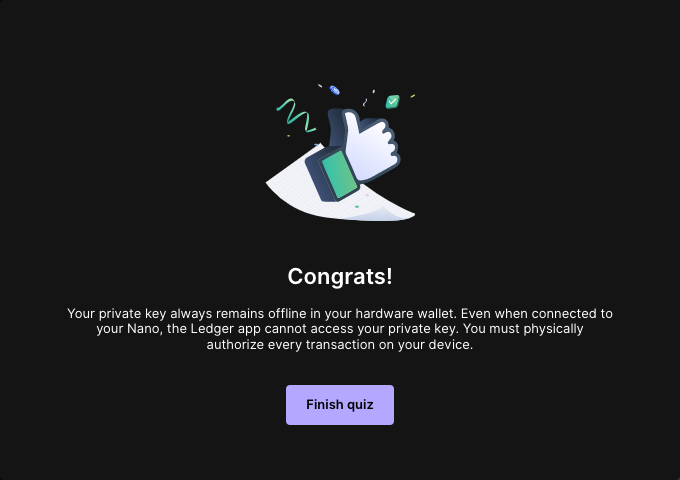 Congrats!
Your private key always remains offline in your hardware wallet. Even when connected to
your Nano, the Ledger app cannot access your private key. You must physically
authorize every transaction on your device.
Finish quiz